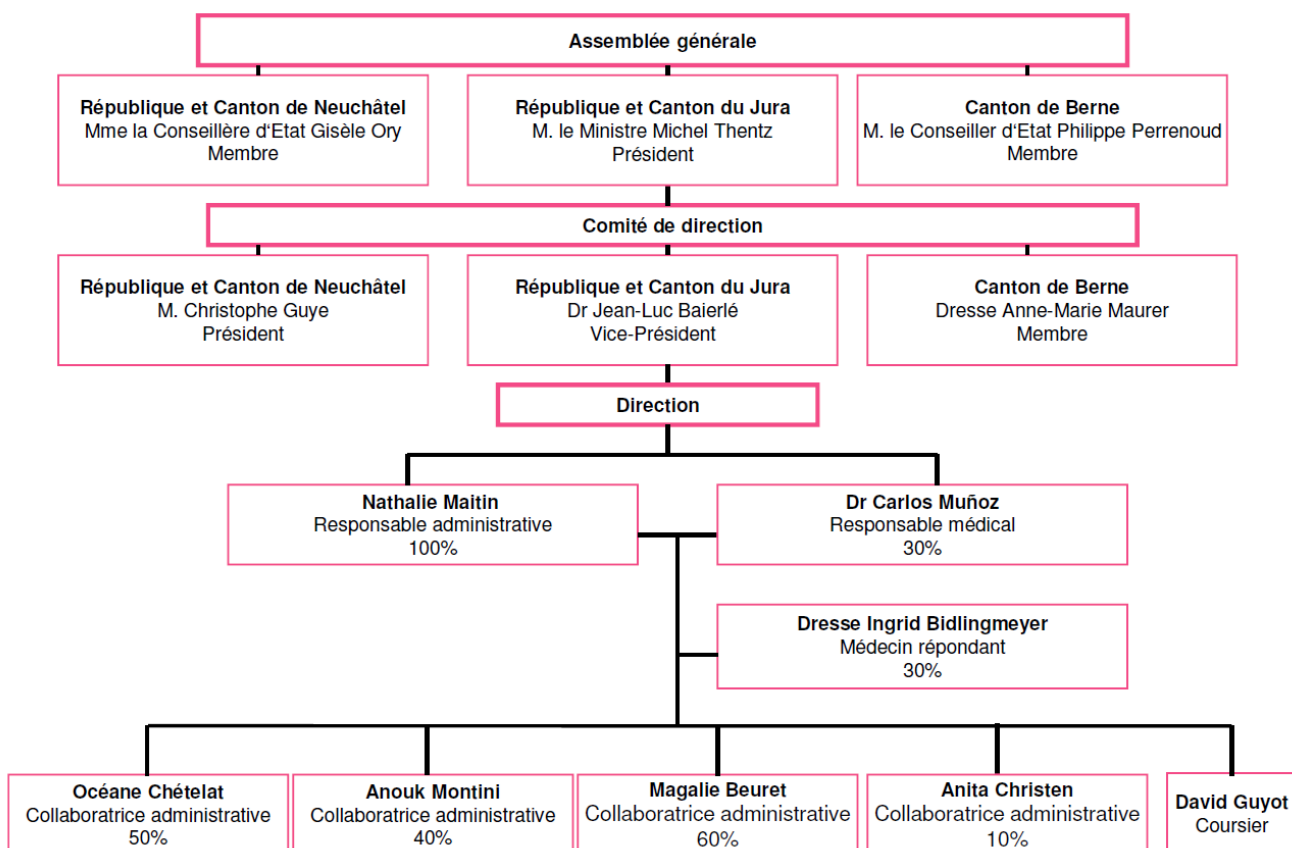 Assemblée générale
République et Canton de Neuchâtel
Mme la Conseillère d'Etat Gisèle Ory
Membre
République et Canton du Jura
M. le Ministre Michel Thentz
Président
Canton de Berne
M. le Conseiller d'Etat Philippe Perrenoud
Membre
Comité de direction
République et Canton de Neuchâtel
M. Christophe Guye
Président
République et Canton du Jura
Dr Jean-Luc Baierlé
Vice-Président
Canton de Berne
Dresse Anne-Marie Maurer
Membre
Direction
Nathalie Maitin
Responsable administrative
100%
Dr Carlos Muñoz
Responsable médical
30%
Dresse Ingrid Bidlingmeyer
Médecin répondant
30%
Océane Chételat
Collaboratrice administrative
50%
Anouk Montini
Collaboratrice administrative
40%
Magalie Beuret
Collaboratrice administrative
60%
Anita Christen
Collaboratrice administrative
10%
David Guyot
Coursier